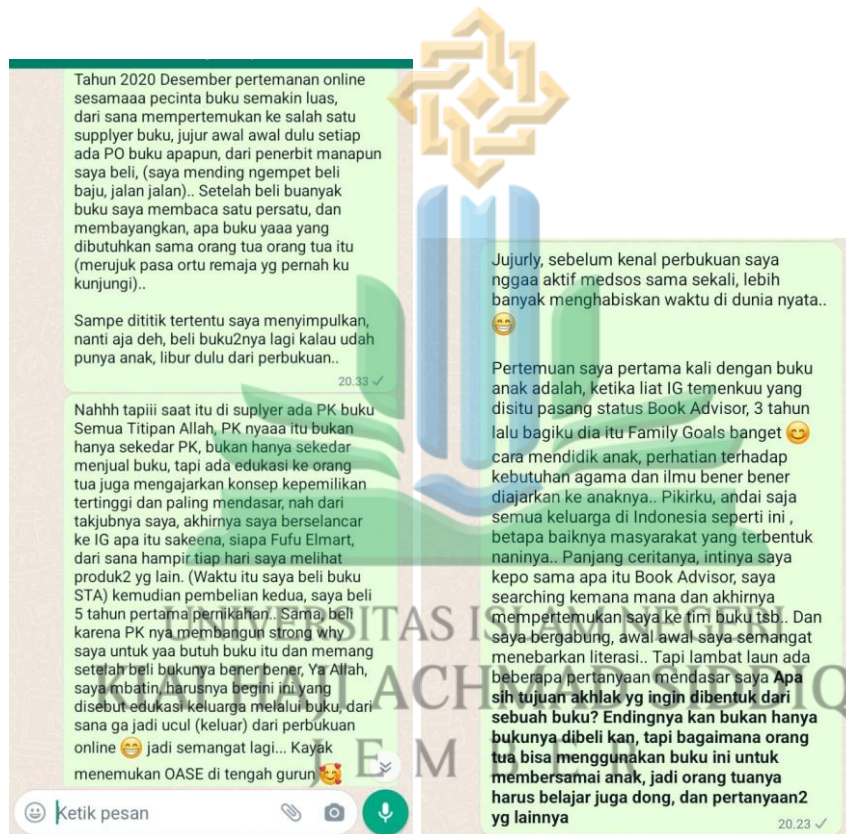 Tahun 2020 Desember pertemanan online
sesamaaa pecinta buku semakin luas,
dari sana mempertemukan ke salah satu
supplyer buku, jujur awal awal dulu setiap
ada PO buku apapun, dari penerbit manapun
saya beli, (saya mending ngempet beli
baju, jalan jalan).. Setelah beli buanyak
buku saya membaca satu persatu, dan
membayangkan, apa buku yaaa yang
dibutuhkan sama orang tua orang tua itu
(merujuk pasa ortu remaja yg pernah ku
kunjungi)..
Sampe dititik tertentu saya menyimpulkan,
nanti aja deh, beli buku2nya lagi kalau udah
punya anak, libur dulu dari perbukuan..
20.33 ✓
Nahhh tapiii saat itu di suplyer ada PK buku
Semua Titipan Allah, PK nyaaa itu bukan
hanya sekedar PK, bukan hanya sekedar
menjual buku, tapi ada edukasi ke orang
tua juga mengajarkan konsep kepemilikan
tertinggi dan paling mendasar, nah dari
takjubnya saya, akhirnya saya berselancar
ke IG apa itu sakeena, siapa Fufu Elmart,
dari sana hampir tiap hari saya melihat
produk2 yg lain. (Waktu itu saya beli buku
STA) kemudian pembelian kedua, saya beli
5 tahun pertama pernikahan.. Sama, beli
karena PK nya membangun strong why
saya untuk yaa butuh buku itu dan memang
setelah beli bukunya bener bener, Ya Allah,
saya mbatin, harusnya begini ini yang
disebut edukasi keluarga melalui buku, dari
sana ga jadi ucul (keluar) dari perbukuan
online 😁 jadi semangat lagi... Kayak
menemukan OASE di tengah gurun 🥰
Ketik pesan
Jujurly, sebelum kenal perbukuan saya
nggaa aktif medsos sama sekali, lebih
banyak menghabiskan waktu di dunia nyata..
😁
Pertemuan saya pertama kali dengan buku
anak adalah, ketika liat IG temenkuu yang
disitu pasang status Book Advisor, 3 tahun
lalu bagiku dia itu Family Goals banget 😊
cara mendidik anak, perhatian terhadap
kebutuhan agama dan ilmu bener bener
diajarkan ke anaknya.. Pikirku, andai saja
semua keluarga di Indonesia seperti ini ,
betapa baiknya masyarakat yang terbentuk
naninya.. Panjang ceritanya, intinya saya
kepo sama apa itu Book Advisor, saya
searching kemana mana dan akhirnya
mempertemukan saya ke tim buku tsb.. Dan
saya bergabung, awal awal saya semangat
menebarkan literasi.. Tapi lambat laun ada
beberapa pertanyaan mendasar saya Apa
sih tujuan akhlak yg ingin dibentuk dari
sebuah buku? Endingnya kan bukan hanya
bukunya dibeli kan, tapi bagaimana orang
tua bisa menggunakan buku ini untuk
membersamai anak, jadi orang tuanya
harus belajar juga dong, dan pertanyaan2
yg lainnya
20.23 ✓
UNIVERSITAS ISLAM NEGERI
KIAI HAJI ACHMAD SIDDIQ
JEMBER